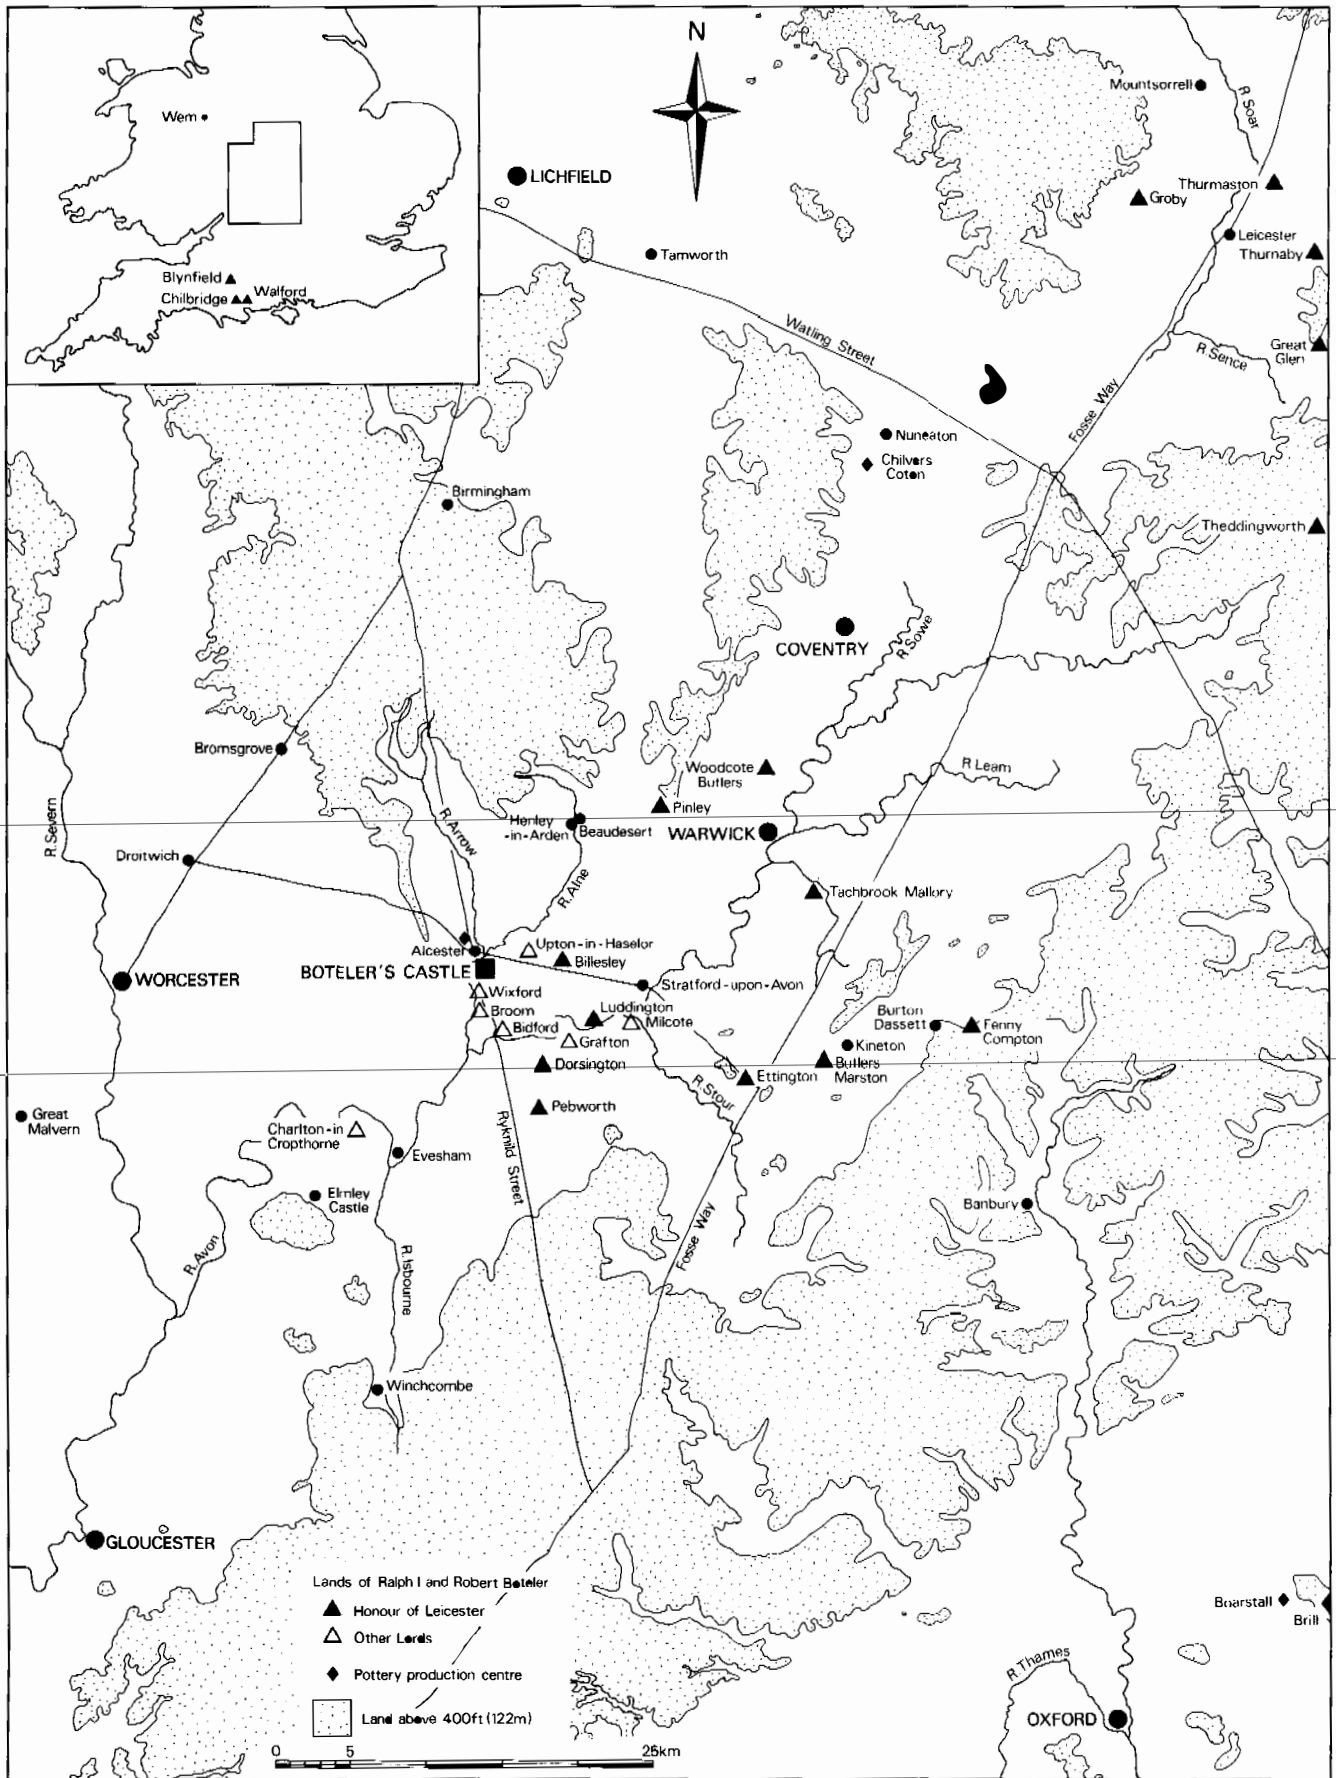 N
Wem
Blynfield
Chilbridge
Walford
LICHFIELD
Tamworth
Mountsorrell
R Soar
Thurmaston
Groby
Leicester
Thurnaby
Watling Street
Great
Glen
R. Sence
Fosse Way
Nuneaton
Chilvers
Coton
Birmingham
Theddingworth
COVENTRY
R. Sowe
Bromsgrove
Woodcote
Butlers
R Leam
Pinley
R. Severn
R. Arrow
Henley
-in-Arden
Beaudesert
WARWICK
Droitwich
R. Alne
Tachbrook Mallory
Alcester
Upton-in-Haselor
Billesley
BOTELER'S CASTLE
WORCESTER
Stratford-upon-Avon
Wixford
Broom
Bidford
Luddington
Milcote
Grafton
Burton
Dassett
Fenny
Compton
Kineton
Dorsington
Butlers
Marston
Ettington
R. Stour
Great
Malvern
Pebworth
Charlton-in
Cropthorne
Evesham
Ryknild Street
Elmley
Castle
Banbury
R. Avon
R. Isbourne
Fosse Way
Winchcombe
GLOUCESTER
Lands of Ralph I and Robert Boteler
Honour of Leicester
Other Lords
Pottery production centre
Land above 400ft (122m)
0 5 25km
Boarstall
Brill
R. Thames
OXFORD